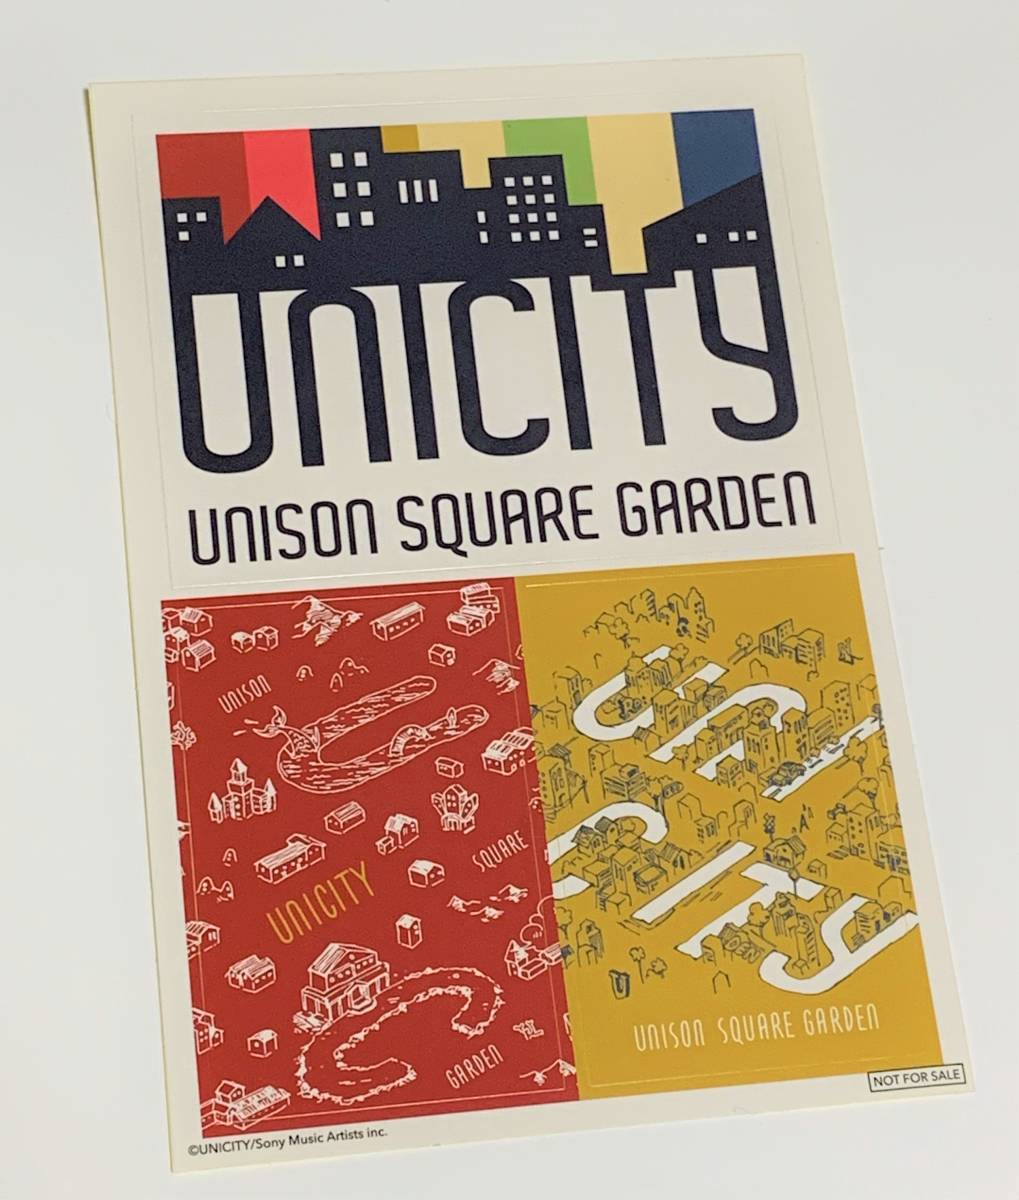 UNICITY
UNISON SQUARE GARDEN
UNISON
SQUARE
UNICITY
GARDEN
UNICITY
UNISON SQUARE GARDEN
NOT FOR SALE
©UNICITY/Sony Music Artists inc.